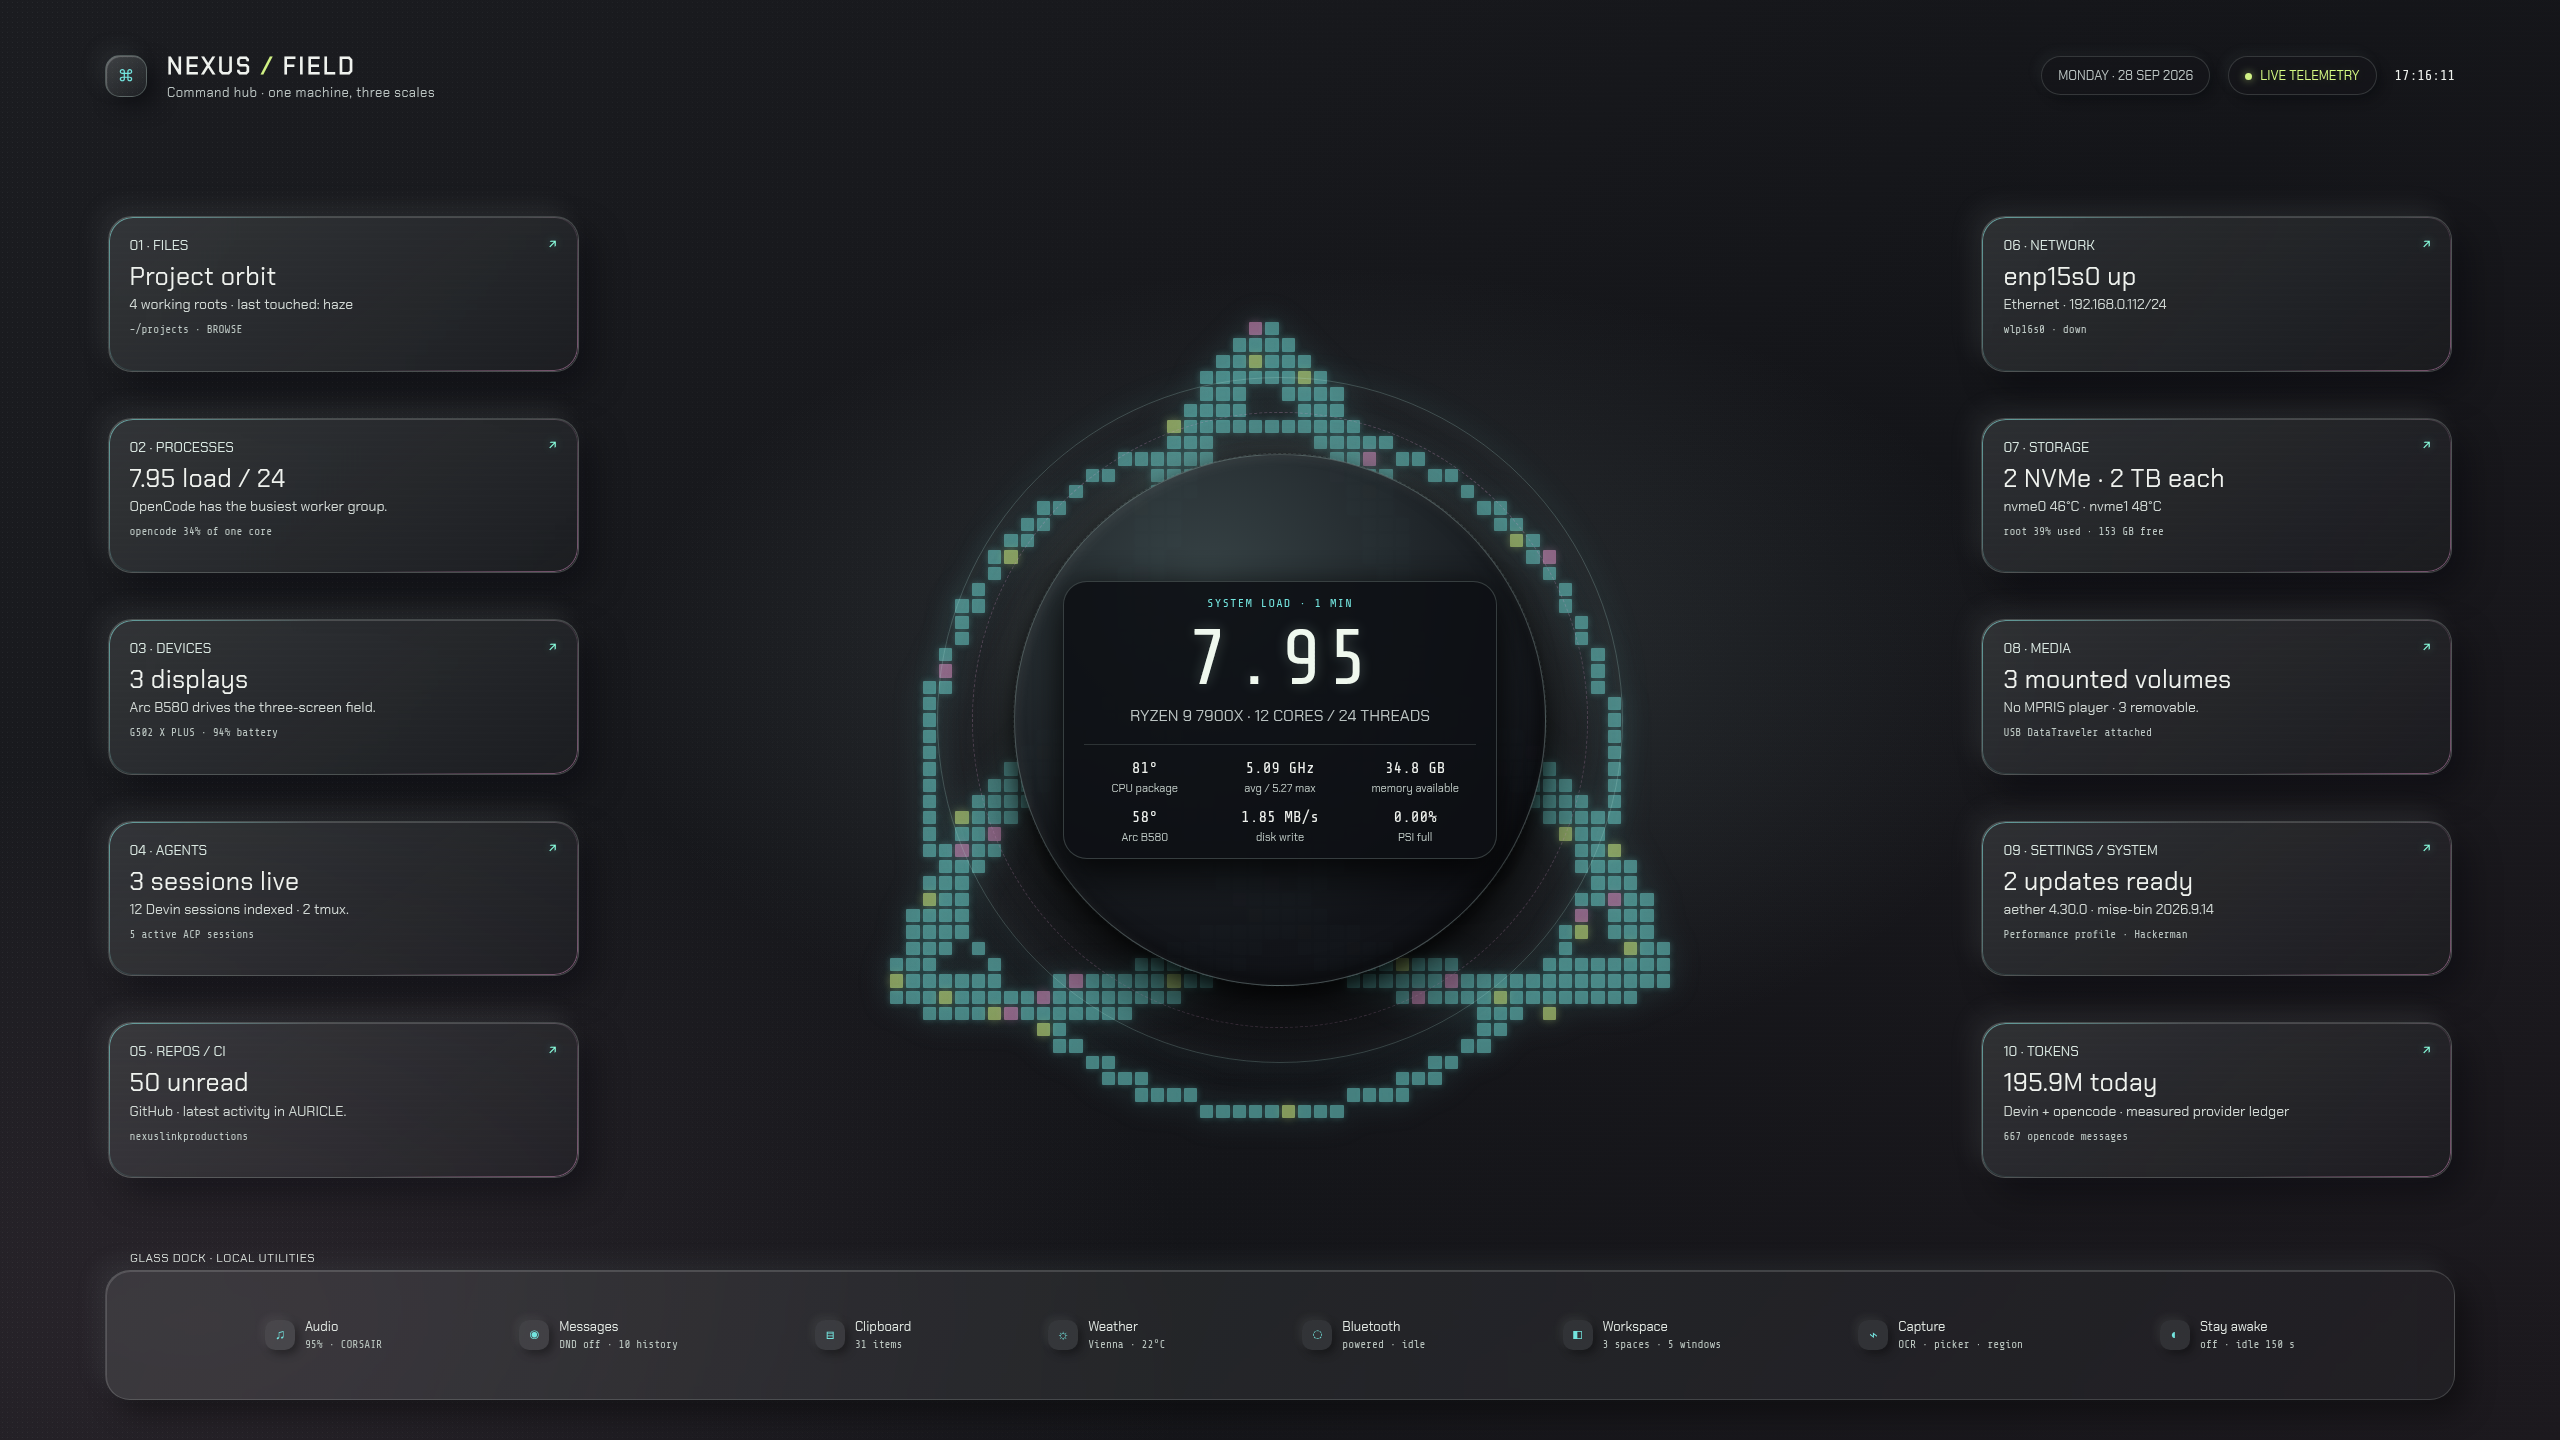 NEXUS / FIELD
Command hub · one machine, three scales
MONDAY · 28 SEP 2026
LIVE TELEMETRY
17:16:11
01 · FILES
Project orbit
4 working roots · last touched: haze
~/projects · BROWSE
02 · PROCESSES
7.95 load / 24
OpenCode has the busiest worker group.
opencode 34% of one core
03 · DEVICES
3 displays
Arc B580 drives the three-screen field.
G502 X PLUS · 94% battery
04 · AGENTS
3 sessions live
12 Devin sessions indexed · 2 tmux.
5 active ACP sessions
05 · REPOS / CI
50 unread
GitHub · latest activity in AURICLE.
nexuslinkproductions
SYSTEM LOAD · 1 MIN
7.95
RYZEN 9 7900X · 12 CORES / 24 THREADS
81°
CPU package
5.09 GHz
avg / 5.27 max
34.8 GB
memory available
58°
Arc B580
1.85 MB/s
disk write
0.00%
PSI full
06 · NETWORK
enp15s0 up
Ethernet · 192.168.0.112/24
wlp16s0 · down
07 · STORAGE
2 NVMe · 2 TB each
nvme0 46°C · nvme1 48°C
root 39% used · 153 GB free
08 · MEDIA
3 mounted volumes
No MPRIS player · 3 removable.
USB DataTraveler attached
09 · SETTINGS / SYSTEM
2 updates ready
aether 4.30.0 · mise-bin 2026.9.14
Performance profile · Hackerman
10 · TOKENS
195.9M today
Devin + opencode · measured provider ledger
667 opencode messages
GLASS DOCK · LOCAL UTILITIES
Audio
95% · CORSAIR
Messages
DND off · 10 history
Clipboard
31 items
Weather
Vienna · 22°C
Bluetooth
powered · idle
Workspace
3 spaces · 5 windows
Capture
OCR · picker · region
Stay awake
off · idle 150 s